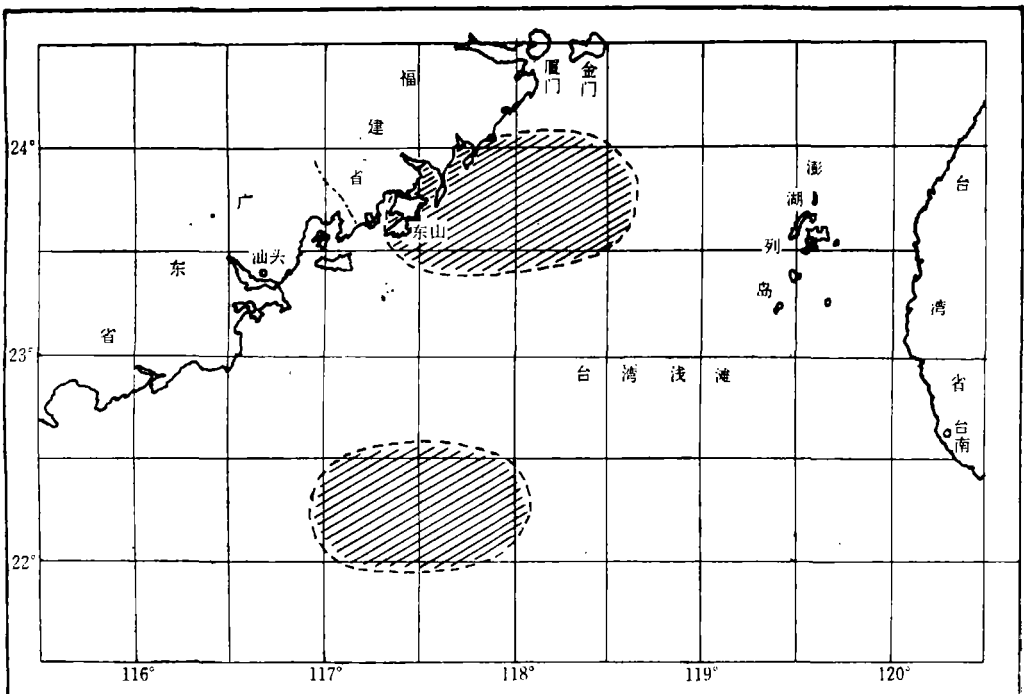 福建省
厦门
金门
24°
广东省
汕头
东山
澎湖列岛
台湾省
23°
台湾浅滩
台南
22°
116°
117°
118°
119°
120°